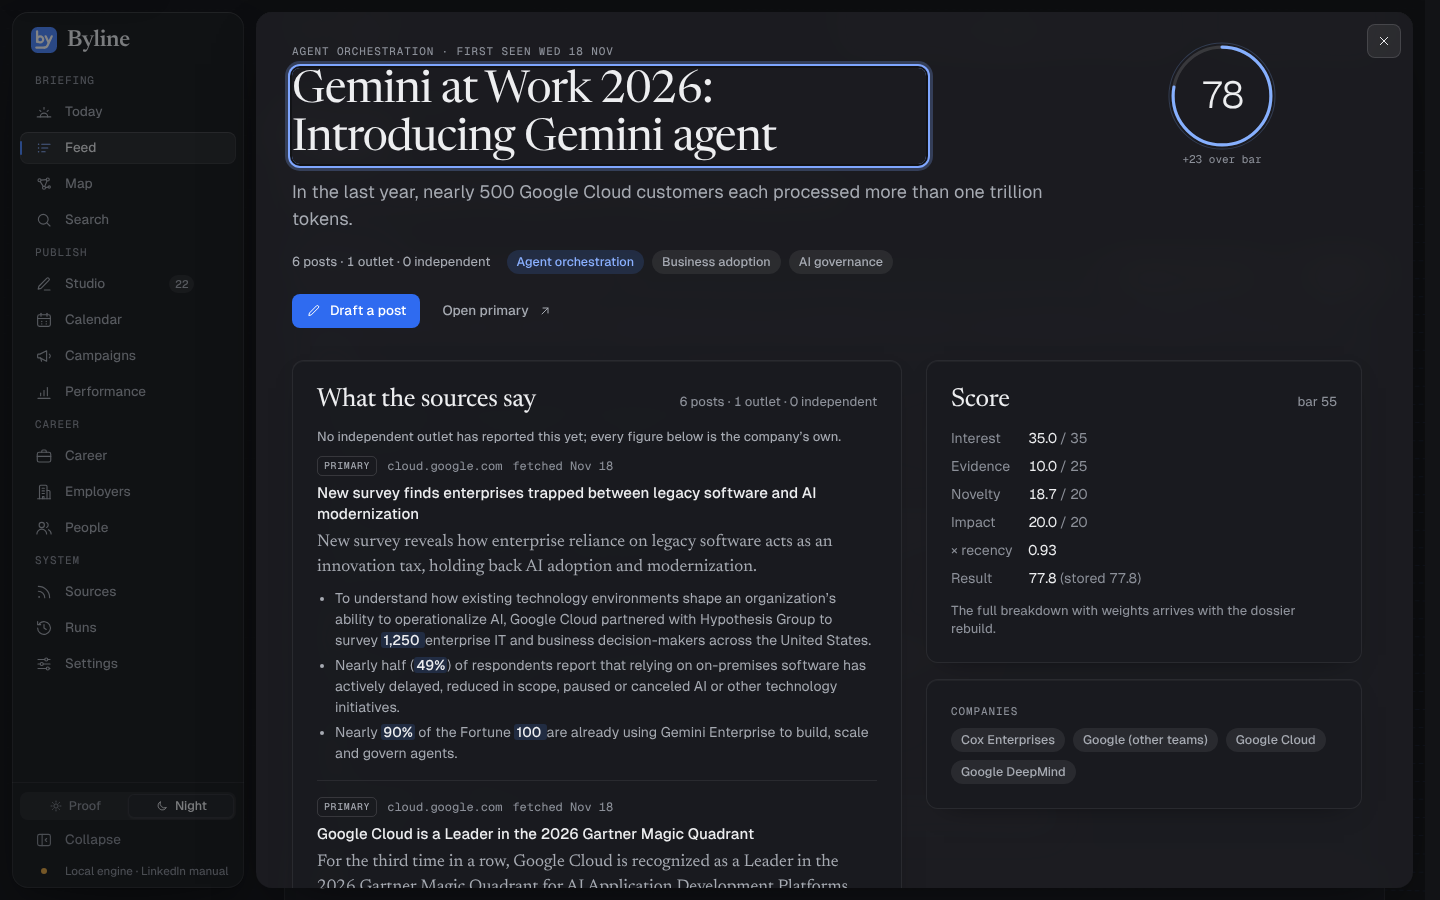 by Byline
BRIEFING
Today
Feed
Map
Search
PUBLISH
Studio 22
Calendar
Campaigns
Performance
CAREER
Career
Employers
People
SYSTEM
Sources
Runs
Settings
Proof Night
Collapse
Local engine · LinkedIn manual
AGENT ORCHESTRATION · FIRST SEEN WED 18 NOV
Gemini at Work 2026:
Introducing Gemini agent
78
+23 over bar
In the last year, nearly 500 Google Cloud customers each processed more than one trillion
tokens.
6 posts · 1 outlet · 0 independent Agent orchestration Business adoption AI governance
Draft a post Open primary
What the sources say 6 posts · 1 outlet · 0 independent
No independent outlet has reported this yet; every figure below is the company's own.
PRIMARY cloud.google.com fetched Nov 18
New survey finds enterprises trapped between legacy software and AI
modernization
New survey reveals how enterprise reliance on legacy software acts as an
innovation tax, holding back AI adoption and modernization.
• To understand how existing technology environments shape an organization's
ability to operationalize AI, Google Cloud partnered with Hypothesis Group to
survey 1,250 enterprise IT and business decision-makers across the United States.
• Nearly half (49%) of respondents report that relying on on-premises software has
actively delayed, reduced in scope, paused or canceled AI or other technology
initiatives.
• Nearly 90% of the Fortune 100 are already using Gemini Enterprise to build, scale
and govern agents.
PRIMARY cloud.google.com fetched Nov 18
Google Cloud is a Leader in the 2026 Gartner Magic Quadrant
For the third time in a row, Google Cloud is recognized as a Leader in the
2026 Gartner Magic Quadrant for AI Application Development Platforms
Score bar 55
Interest 35.0 / 35
Evidence 10.0 / 25
Novelty 18.7 / 20
Impact 20.0 / 20
× recency 0.93
Result 77.8 (stored 77.8)
The full breakdown with weights arrives with the dossier
rebuild.
COMPANIES
Cox Enterprises Google (other teams) Google Cloud
Google DeepMind